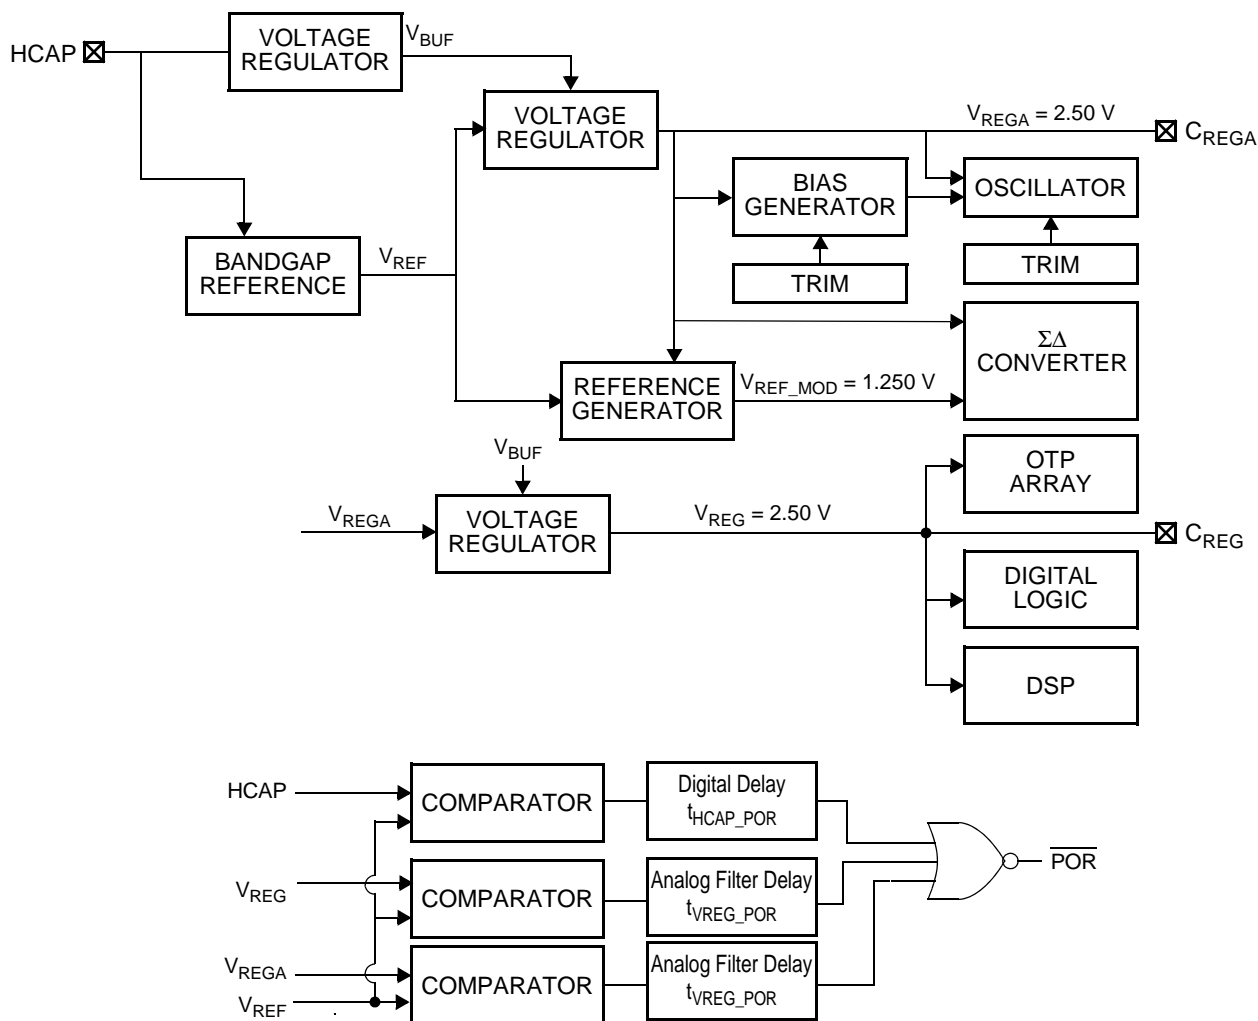 HCAP
VOLTAGE
REGULATOR
V_BUF
VOLTAGE
REGULATOR
V_REGA = 2.50 V
C_REGA
BIAS
GENERATOR
OSCILLATOR
BANDGAP
REFERENCE
V_REF
TRIM
TRIM
ΣΔ
CONVERTER
REFERENCE
GENERATOR
V_REF_MOD = 1.250 V
V_BUF
OTP
ARRAY
V_REGA
VOLTAGE
REGULATOR
V_REG = 2.50 V
C_REG
DIGITAL
LOGIC
DSP
HCAP
COMPARATOR
Digital Delay
t_HCAP_POR
POR
V_REG
COMPARATOR
Analog Filter Delay
t_VREG_POR
V_REGA
V_REF
COMPARATOR
Analog Filter Delay
t_VREG_POR